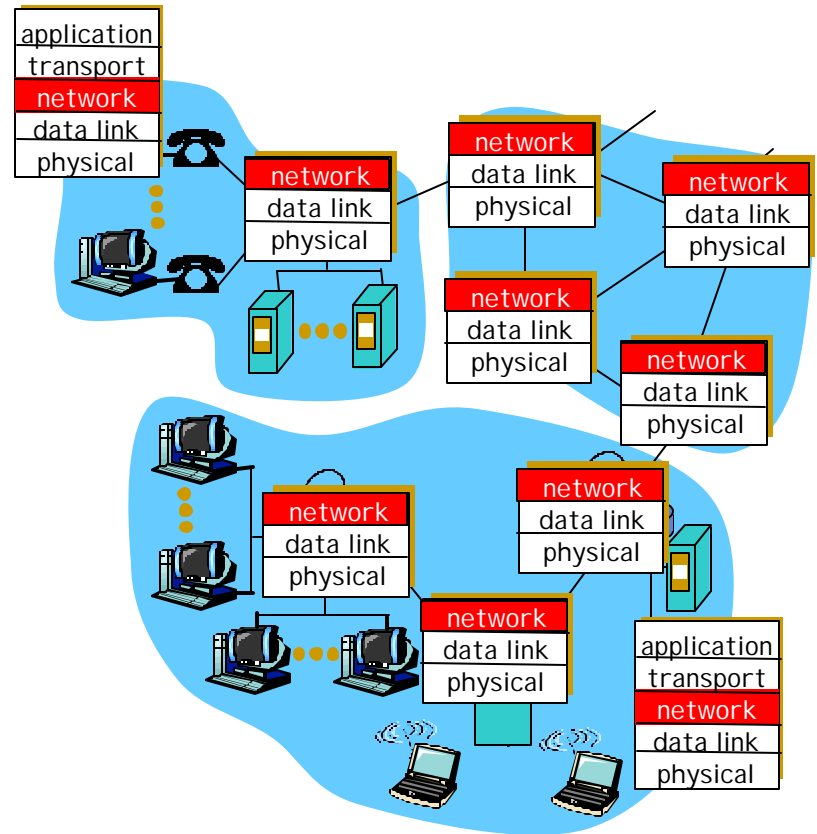 application
transport
network
data link
physical
network
data link
physical
network
data link
physical
network
data link
physical
network
data link
physical
network
data link
physical
network
data link
physical
network
data link
physical
network
data link
physical
application
transport
network
data link
physical